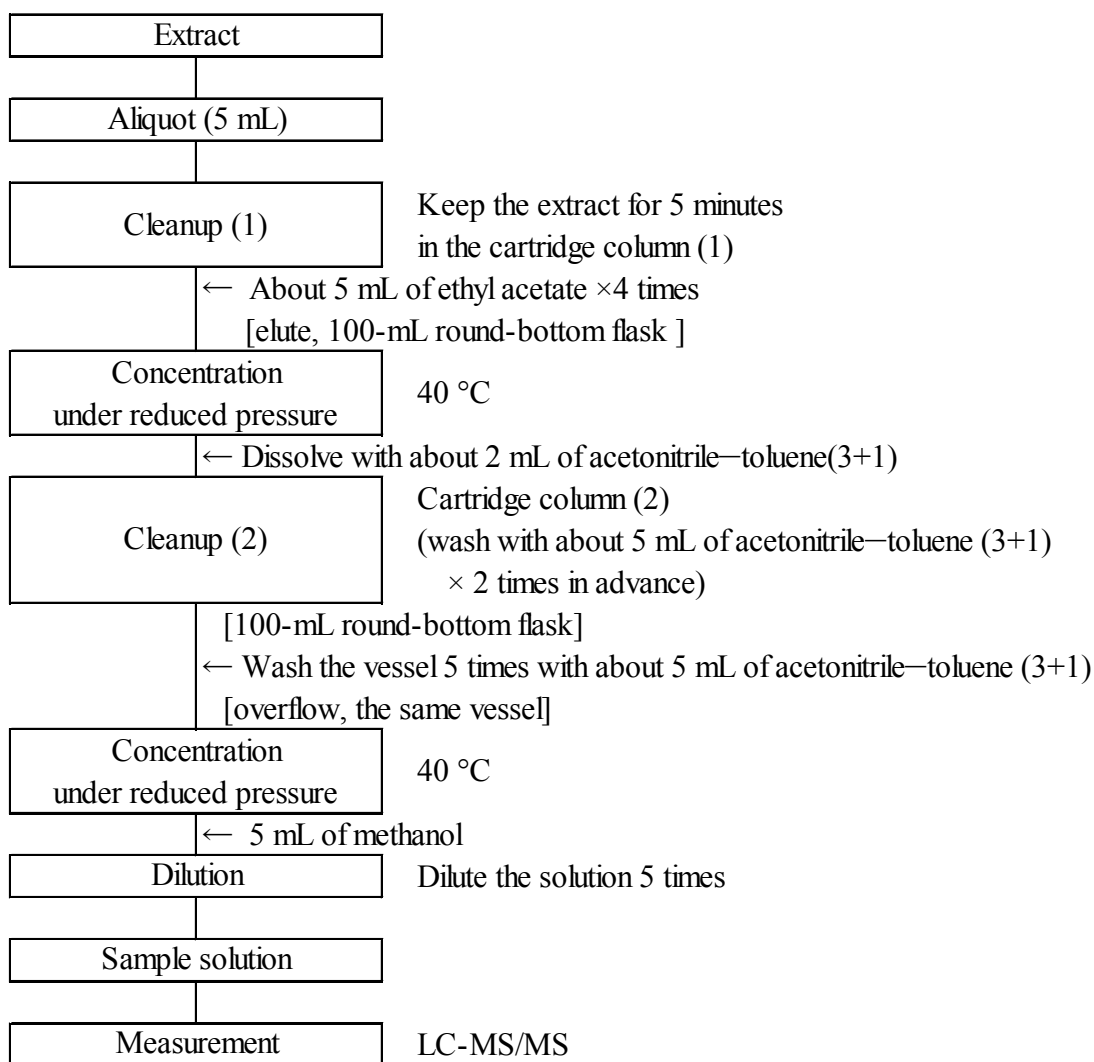 Extract
Aliquot (5 mL)
Cleanup (1)
Keep the extract for 5 minutes
in the cartridge column (1)
← About 5 mL of ethyl acetate ×4 times
[elute, 100-mL round-bottom flask ]
Concentration
under reduced pressure
40 °C
← Dissolve with about 2 mL of acetonitrile—toluene(3+1)
Cleanup (2)
Cartridge column (2)
(wash with about 5 mL of acetonitrile—toluene (3+1)
× 2 times in advance)
[100-mL round-bottom flask]
← Wash the vessel 5 times with about 5 mL of acetonitrile—toluene (3+1)
[overflow, the same vessel]
Concentration
under reduced pressure
40 °C
← 5 mL of methanol
Dilution
Dilute the solution 5 times
Sample solution
Measurement
LC-MS/MS